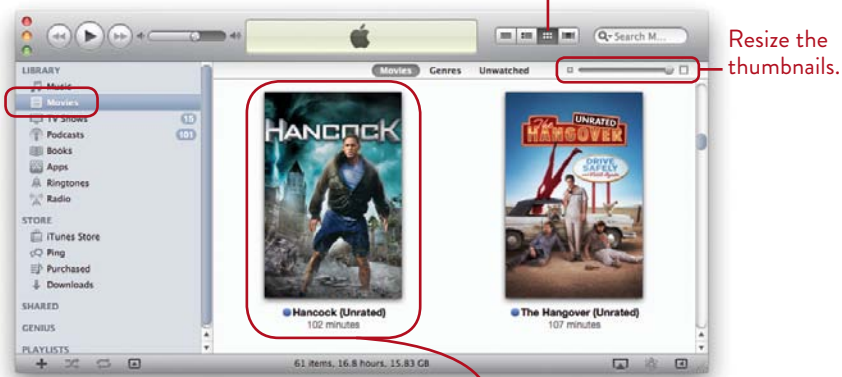 Search M...
Resize the
thumbnails.
LIBRARY
Music
Movies
TV Shows 15
Podcasts 101
Books
Apps
Ringtones
Radio
STORE
iTunes Store
Ping
Purchased
Downloads
SHARED
GENIUS
PLAYLISTS
Movies Genres Unwatched
HANCOCK
Hancock (Unrated)
102 minutes
UNRATED
The
HANGOVER
DRIVE
SAFELY
The Hangover (Unrated)
107 minutes
61 items, 16.8 hours, 15.83 GB